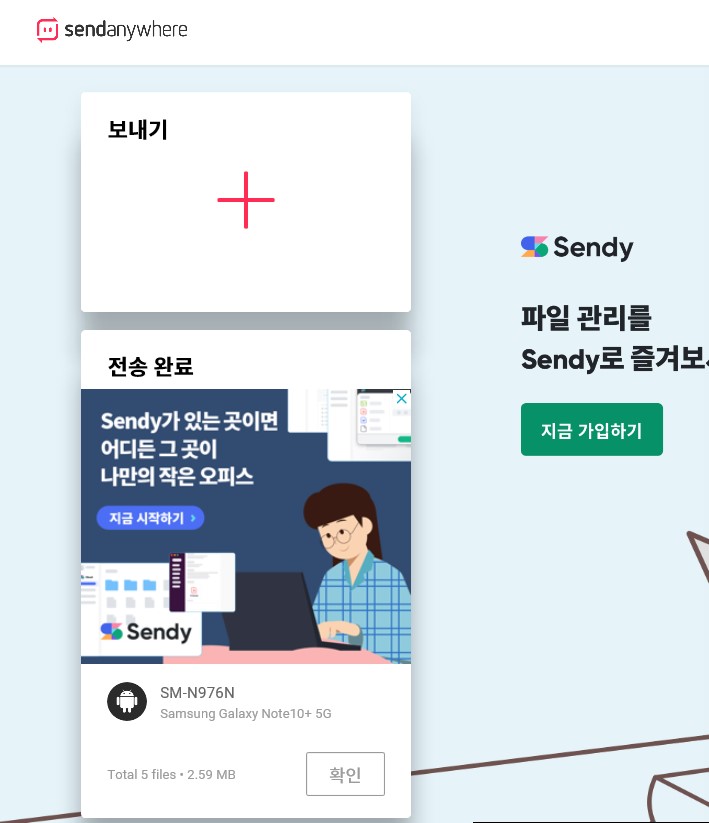 sendanywhere
보내기
전송 완료
Sendy가 있는 곳이면
어디든 그 곳이
나만의 작은 오피스
지금 시작하기 ›
Sendy
SM-N976N
Samsung Galaxy Note10+ 5G
Total 5 files • 2.59 MB
확인
Sendy
파일 관리를
Sendy로 즐겨보
지금 가입하기